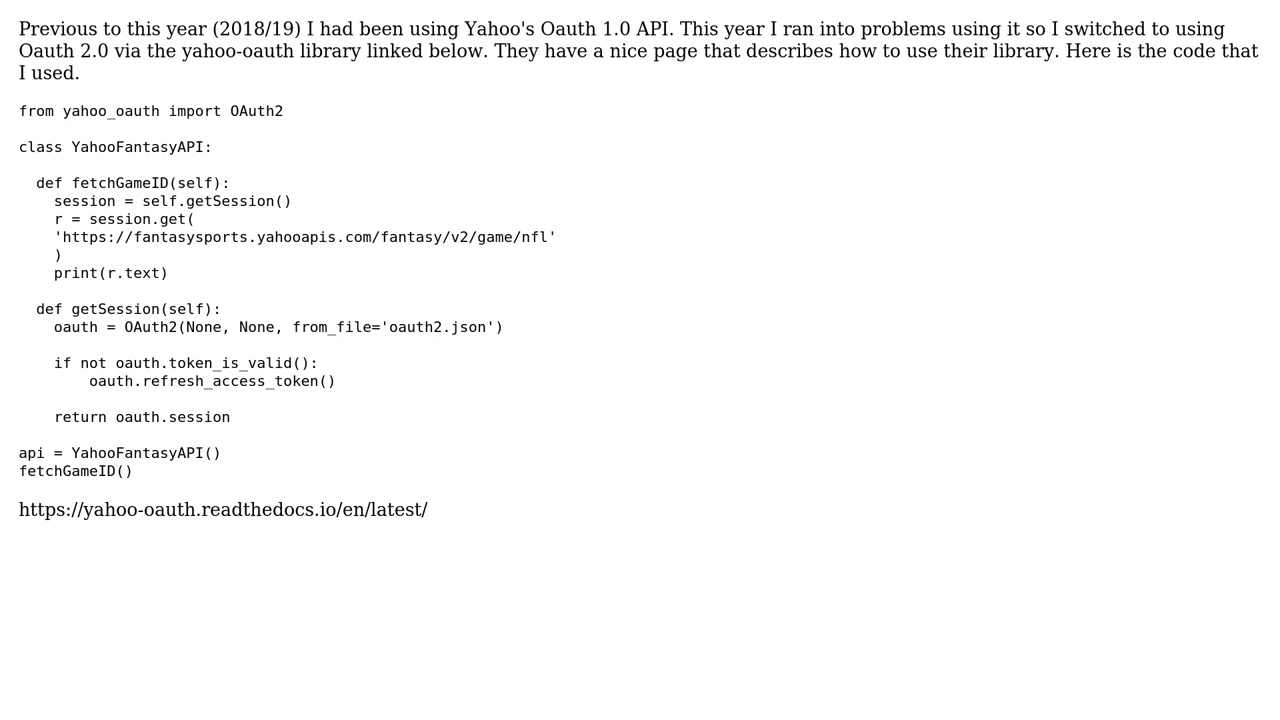 Previous to this year (2018/19) I had been using Yahoo's Oauth 1.0 API. This year I ran into problems using it so I switched to using
Oauth 2.0 via the yahoo-oauth library linked below. They have a nice page that describes how to use their library. Here is the code that
I used.
from yahoo_oauth import OAuth2
class YahooFantasyAPI:
  def fetchGameID(self):
    session = self.getSession()
    r = session.get(
    'https://fantasysports.yahooapis.com/fantasy/v2/game/nfl'
    )
    print(r.text)
  def getSession(self):
    oauth = OAuth2(None, None, from_file='oauth2.json')
    if not oauth.token_is_valid():
        oauth.refresh_access_token()
    return oauth.session
api = YahooFantasyAPI()
fetchGameID()
https://yahoo-oauth.readthedocs.io/en/latest/